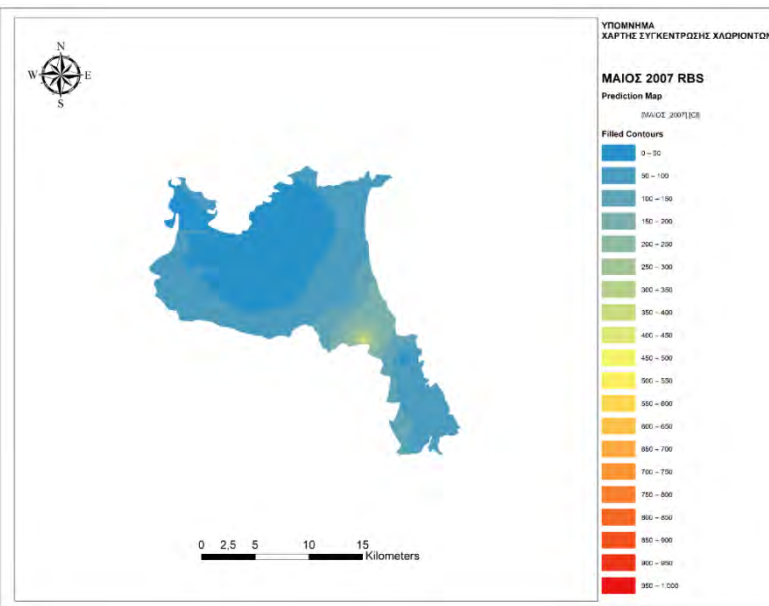 ΥΠΟΜΝΗΜΑ
ΧΑΡΤΗΣ ΣΥΓΚΕΝΤΡΩΣΗΣ ΧΛΩΡΙΟΝΤΩΝ
ΜΑΙΟΣ 2007 RBS
Prediction Map
[ΜΑΙΟΣ_2007].[Cl]
Filled Contours
0 – 50
50 – 100
100 – 150
150 – 200
200 – 250
250 – 300
300 – 350
350 – 400
400 – 450
450 – 500
500 – 550
550 – 600
600 – 650
650 – 700
700 – 750
750 – 800
800 – 850
850 – 900
900 – 950
950 – 1.000
N
W E
S
0 2,5 5 10 15
Kilometers